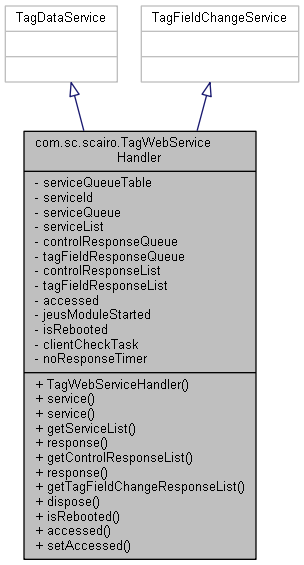 TagDataService
TagFieldChangeService
com.sc.scairo.TagWebService
Handler
- serviceQueueTable
- serviceId
- serviceQueue
- serviceList
- controlResponseQueue
- tagFieldResponseQueue
- controlResponseList
- tagFieldResponseList
- accessed
- jeusModuleStarted
- isRebooted
- clientCheckTask
- noResponseTimer
+ TagWebServiceHandler()
+ service()
+ service()
+ getServiceList()
+ response()
+ getControlResponseList()
+ response()
+ getTagFieldChangeResponseList()
+ dispose()
+ isRebooted()
+ accessed()
+ setAccessed()